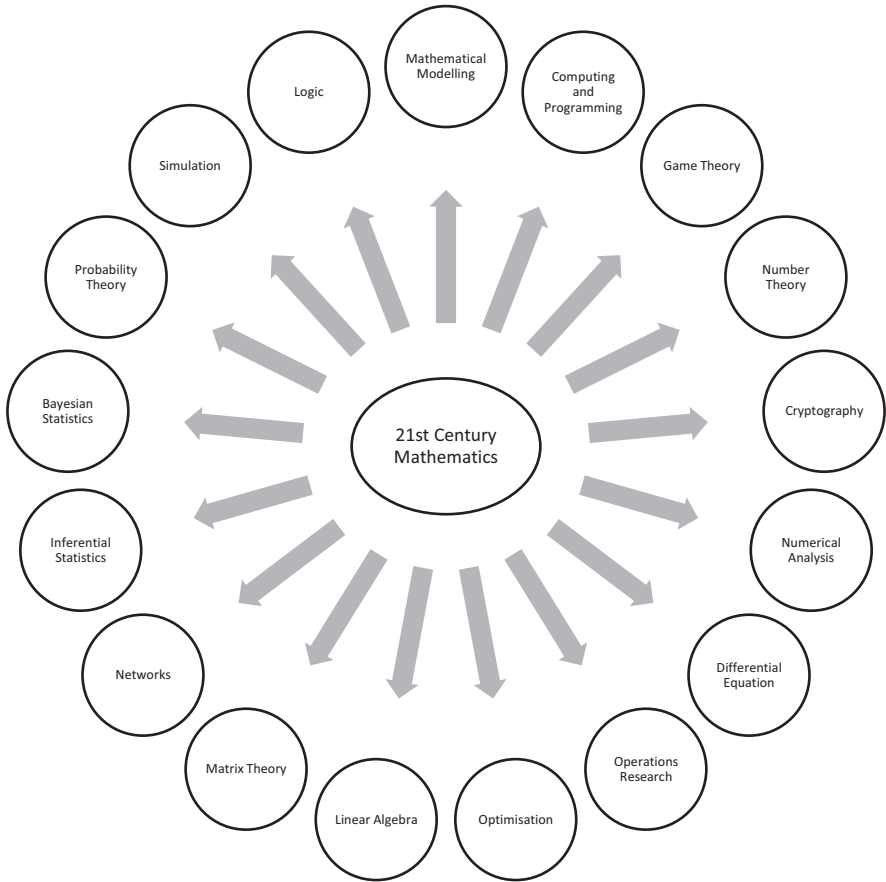 Mathematical
Modelling
Computing
and
Programming
Game Theory
Number
Theory
Cryptography
Numerical
Analysis
Differential
Equation
Operations
Research
Optimisation
Linear Algebra
Matrix Theory
Networks
Inferential
Statistics
Bayesian
Statistics
Probability
Theory
Simulation
Logic
21st Century
Mathematics